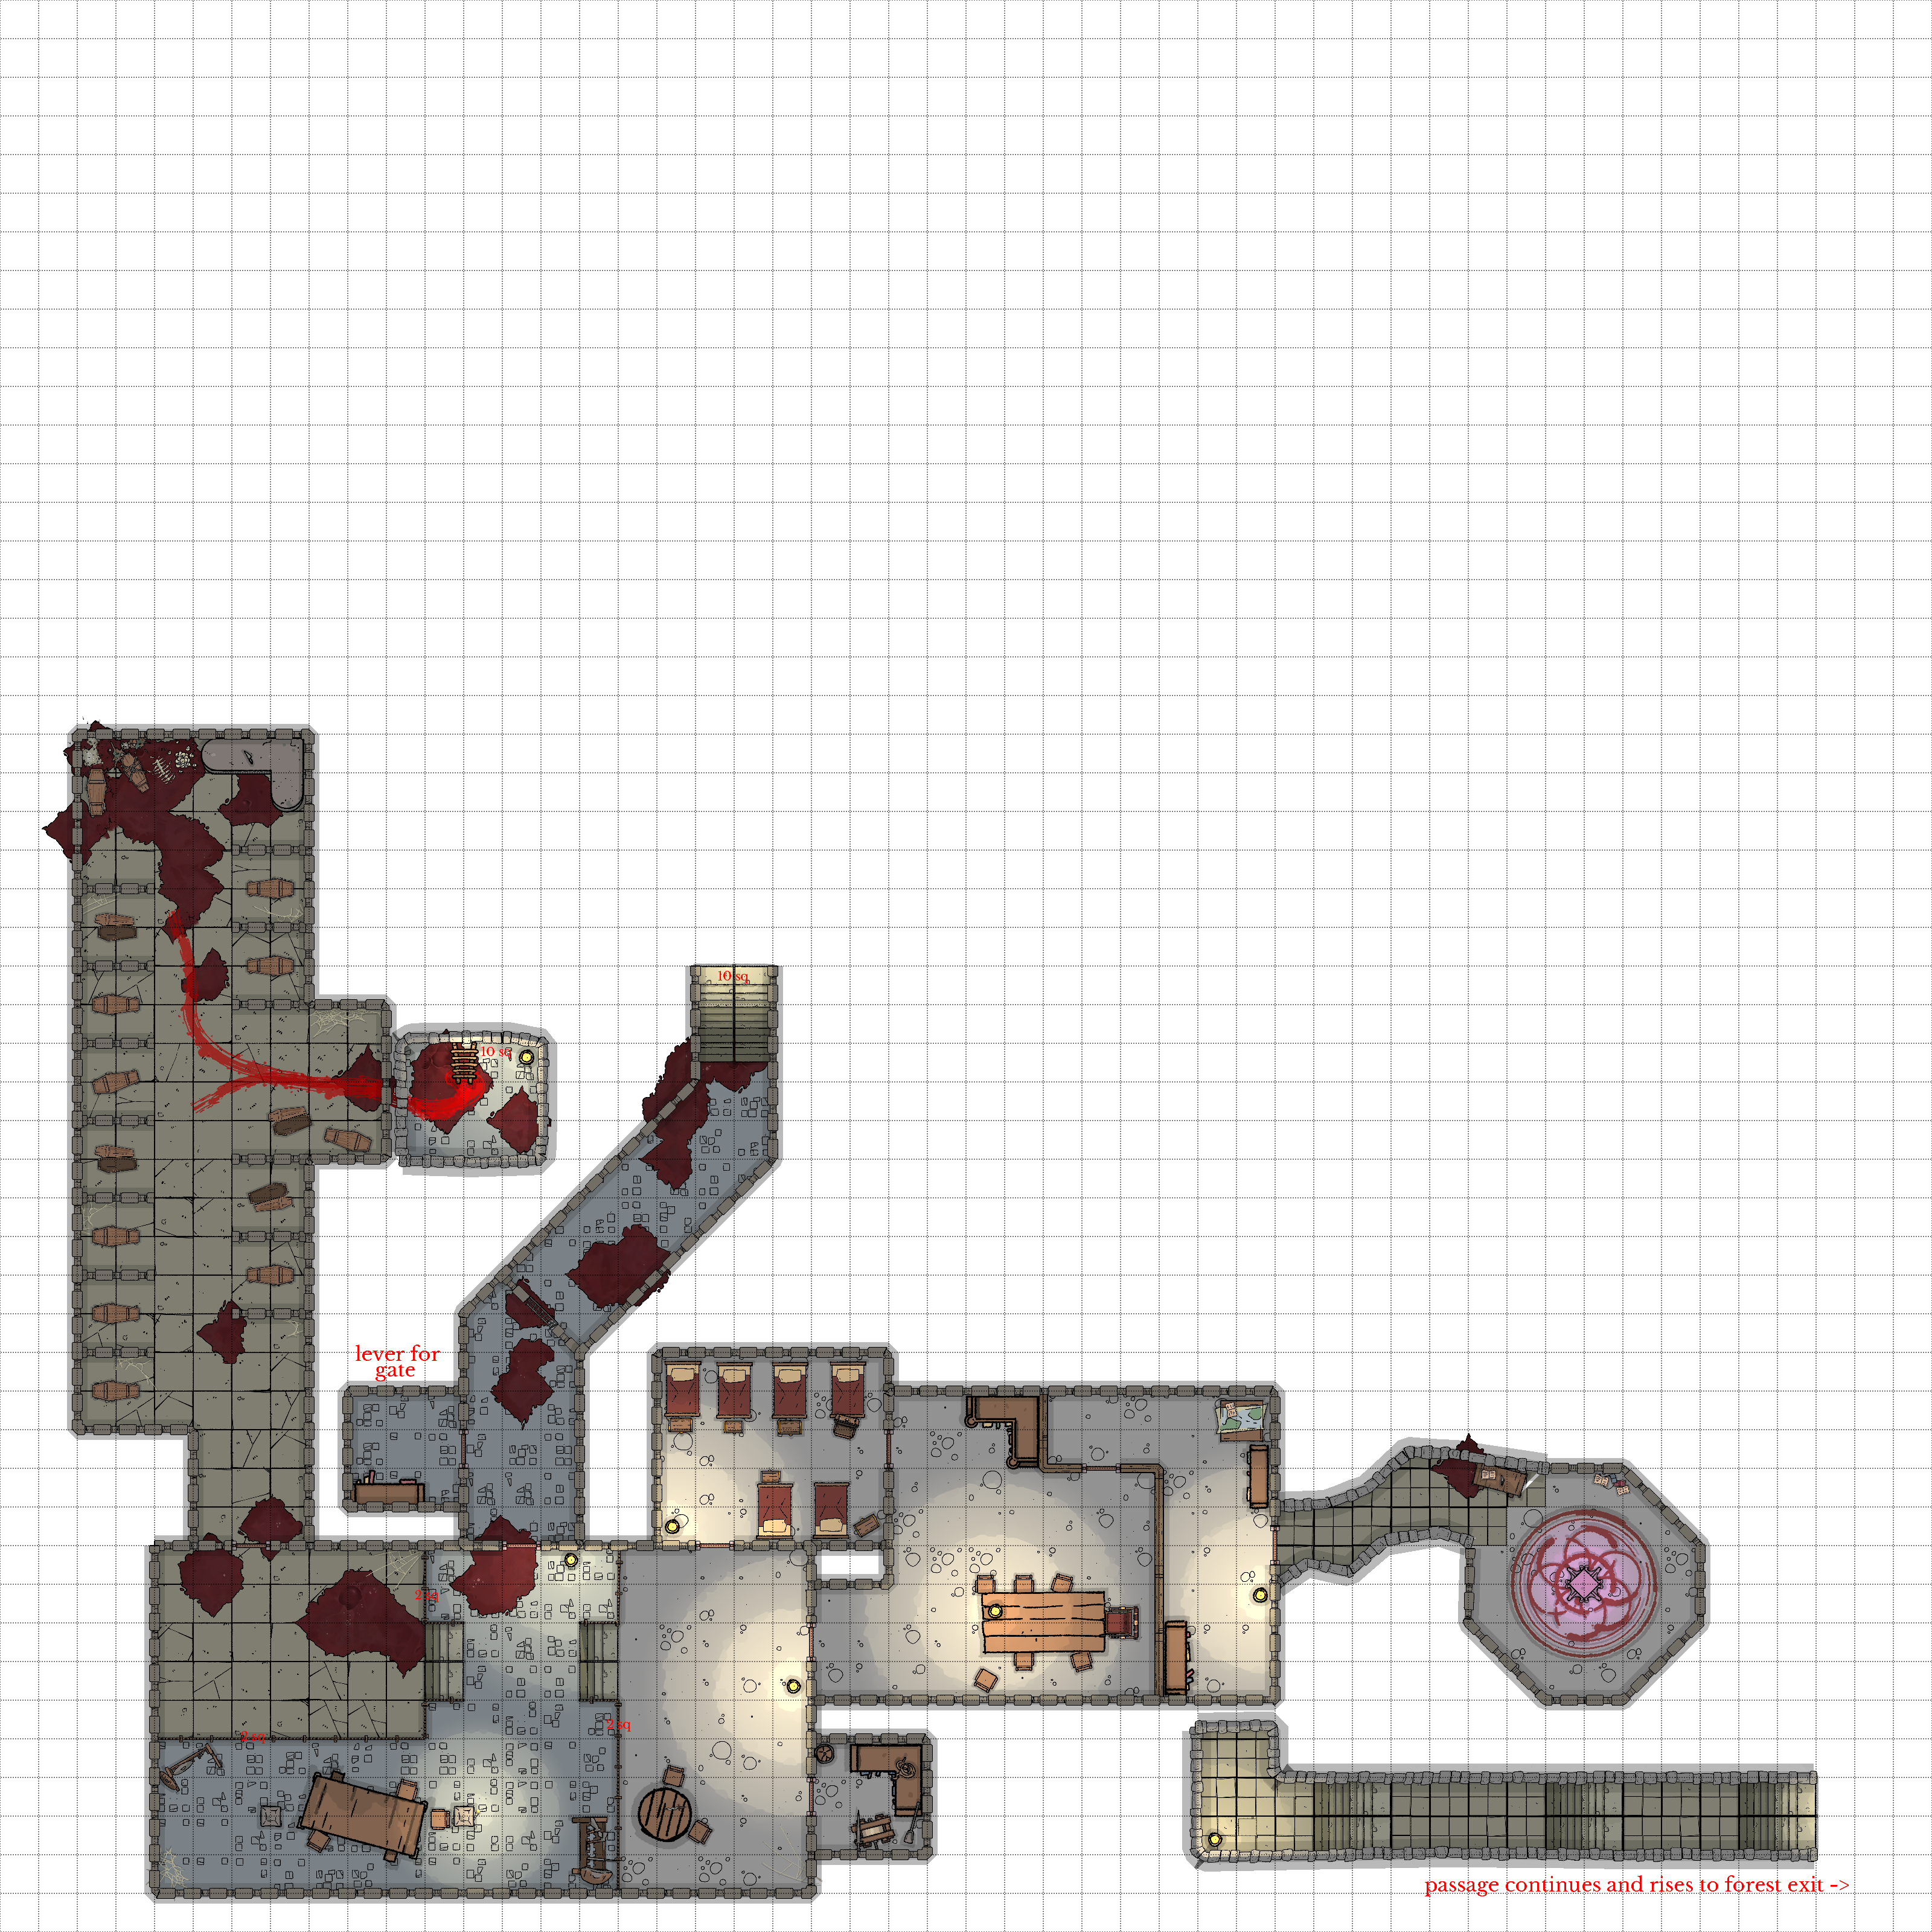 10 sq
10 sq
lever for
gate
2 sq
2 sq
2 sq
passage continues and rises to forest exit ->